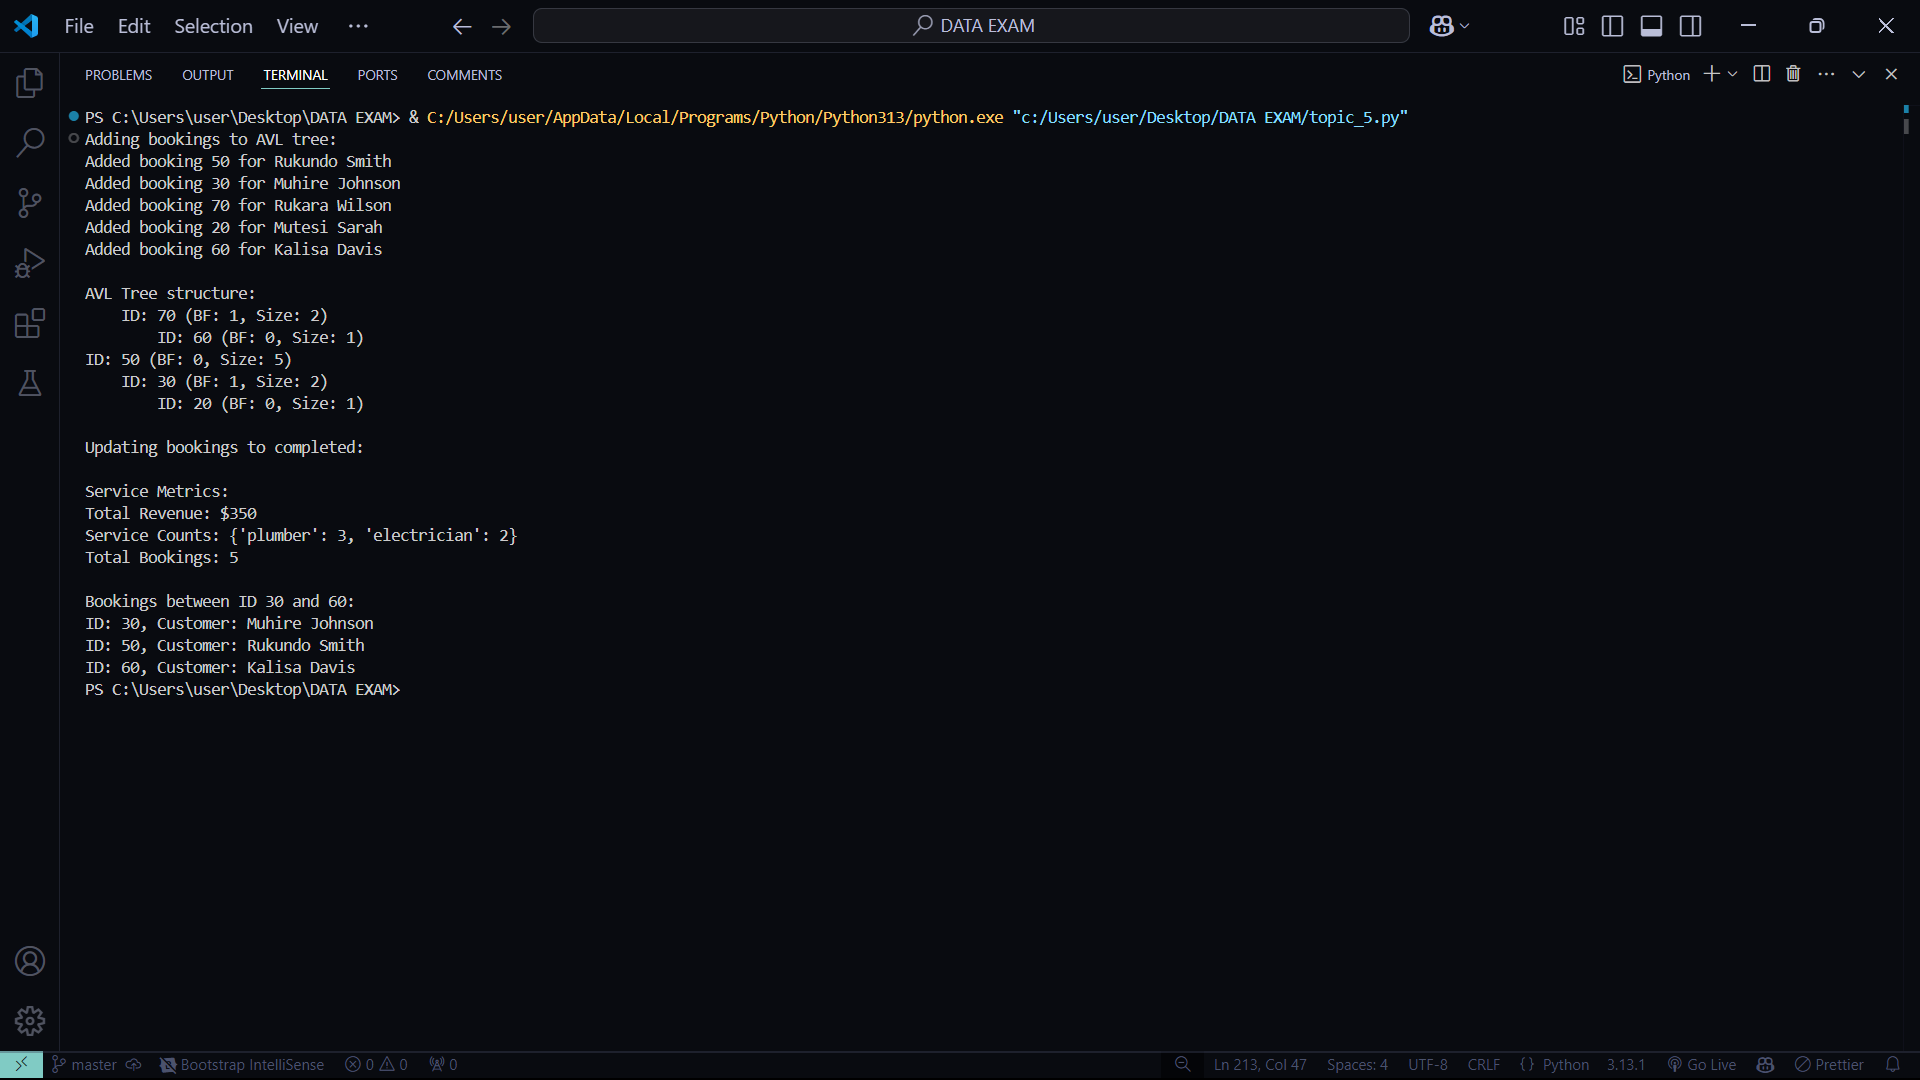 File Edit Selection View ··· DATA EXAM
PROBLEMS OUTPUT TERMINAL PORTS COMMENTS Python
PS C:\Users\user\Desktop\DATA EXAM> & C:/Users/user/AppData/Local/Programs/Python/Python313/python.exe "c:/Users/user/Desktop/DATA EXAM/topic_5.py"
Adding bookings to AVL tree:
Added booking 50 for Rukundo Smith
Added booking 30 for Muhire Johnson
Added booking 70 for Rukara Wilson
Added booking 20 for Mutesi Sarah
Added booking 60 for Kalisa Davis
AVL Tree structure:
    ID: 70 (BF: 1, Size: 2)
        ID: 60 (BF: 0, Size: 1)
ID: 50 (BF: 0, Size: 5)
    ID: 30 (BF: 1, Size: 2)
        ID: 20 (BF: 0, Size: 1)
Updating bookings to completed:
Service Metrics:
Total Revenue: $350
Service Counts: {'plumber': 3, 'electrician': 2}
Total Bookings: 5
Bookings between ID 30 and 60:
ID: 30, Customer: Muhire Johnson
ID: 50, Customer: Rukundo Smith
ID: 60, Customer: Kalisa Davis
PS C:\Users\user\Desktop\DATA EXAM>
master Bootstrap IntelliSense 0 0 0 Ln 213, Col 47 Spaces: 4 UTF-8 CRLF {} Python 3.13.1 Go Live Prettier